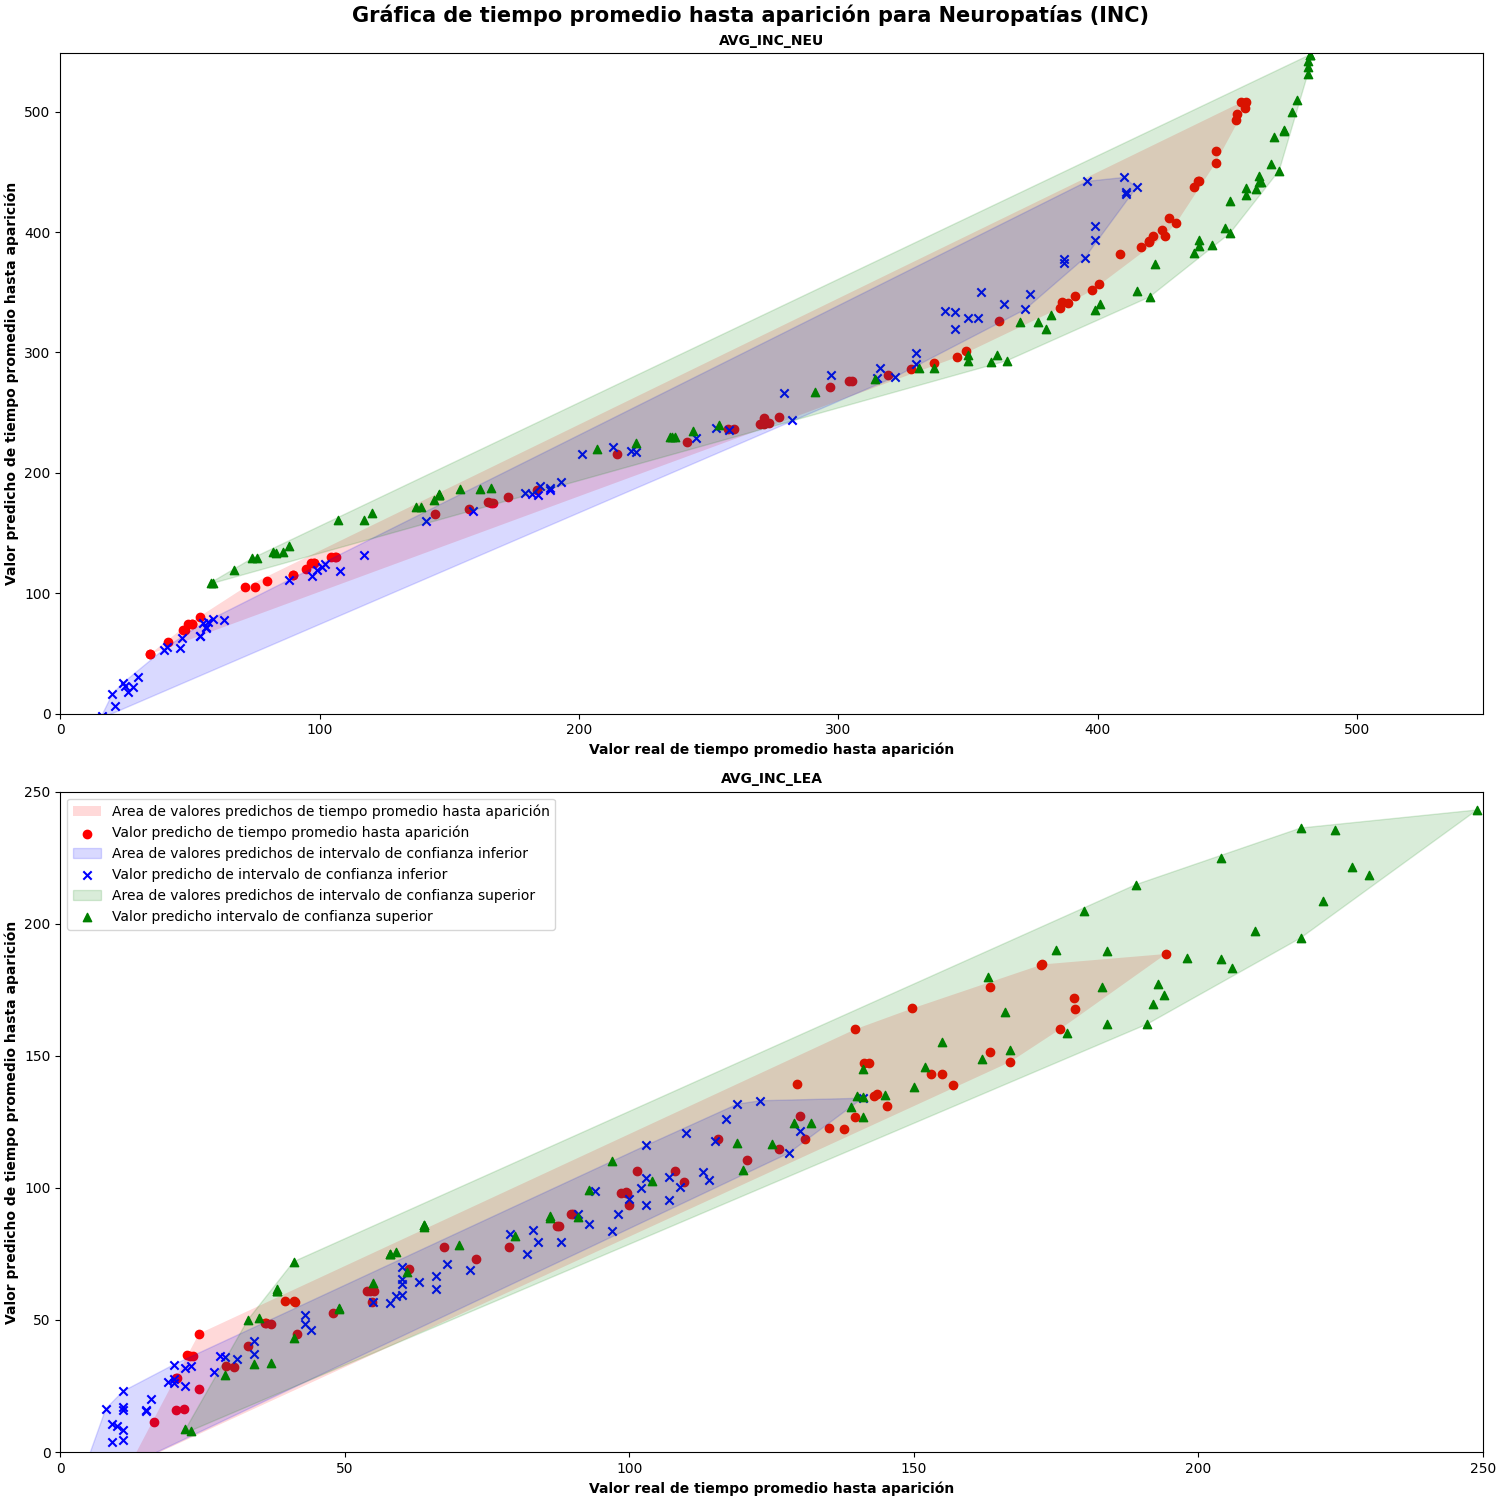 Gráfica de tiempo promedio hasta aparición para Neuropatías (INC)
AVG_INC_NEU
Valor predicho de tiempo promedio hasta aparición
500
400
300
200
100
0
0 100 200 300 400 500
Valor real de tiempo promedio hasta aparición
AVG_INC_LEA
Valor predicho de tiempo promedio hasta aparición
250
200
150
100
50
0
Area de valores predichos de tiempo promedio hasta aparición
Valor predicho de tiempo promedio hasta aparición
Area de valores predichos de intervalo de confianza inferior
Valor predicho de intervalo de confianza inferior
Area de valores predichos de intervalo de confianza superior
Valor predicho intervalo de confianza superior
0 50 100 150 200 250
Valor real de tiempo promedio hasta aparición